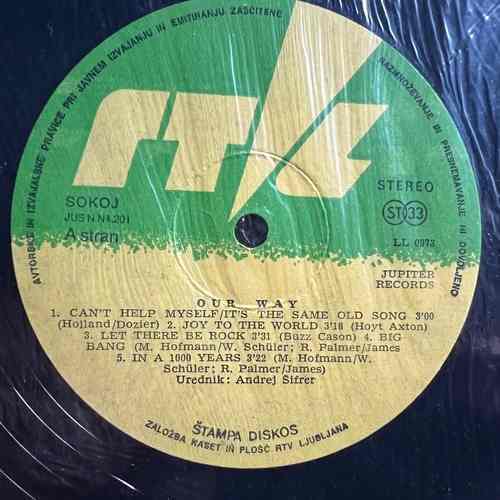 AVTORSKE IN IZVAJALSKE PRAVICE PRI JAVNEM IZVAJANJU IN EMITIRANJU ZAŠČITENE
RAZMNOŽEVANJE IN PRESNEMAVANJE NI DOVOLJENO
RTL
SOKOJ
JUS N.N4.201
A stran
STEREO
ST 33
LL 0973
JUPITER
RECORDS
OUR WAY
1. CAN'T HELP MYSELF/IT'S THE SAME OLD SONG 3'00
(Holland/Dozier) 2. JOY TO THE WORLD 3'18 (Hoyt Axton)
3. LET THERE BE ROCK 3'31 (Buzz Cason) 4. BIG
BANG (M. Hofmann/W. Schüler; R. Palmer/James
5. IN A 1000 YEARS 3'22 (M. Hofmann/W.
Schüler; R. Palmer/James)
Urednik: Andrej Šifrer
ŠTAMPA DISKOS
ZALOŽBA KASET IN PLOŠČ RTV LJUBLJANA